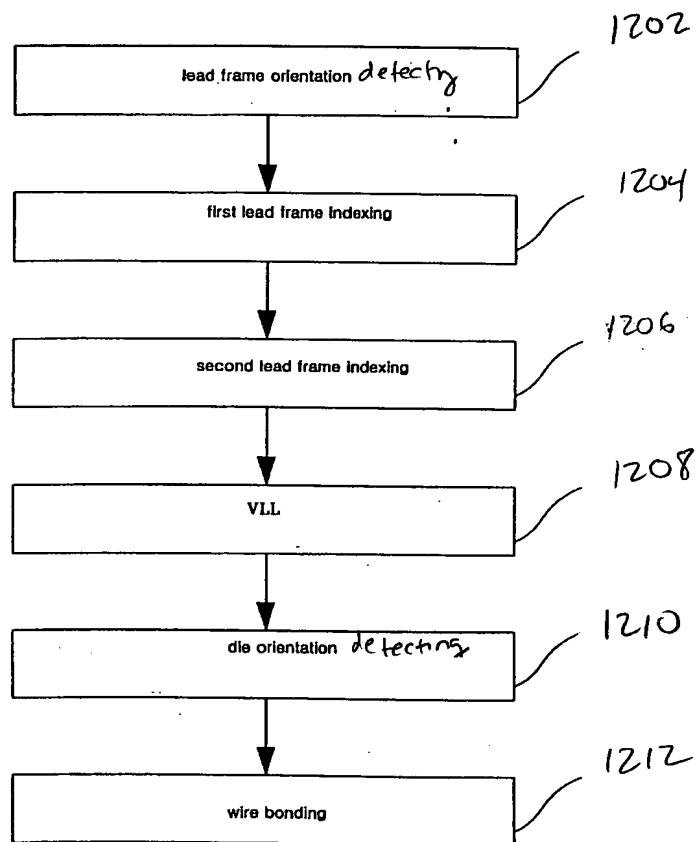 1202
lead frame orientation detecting
1204
first lead frame indexing
1206
second lead frame indexing
1208
VLL
1210
die orientation detecting
1212
wire bonding